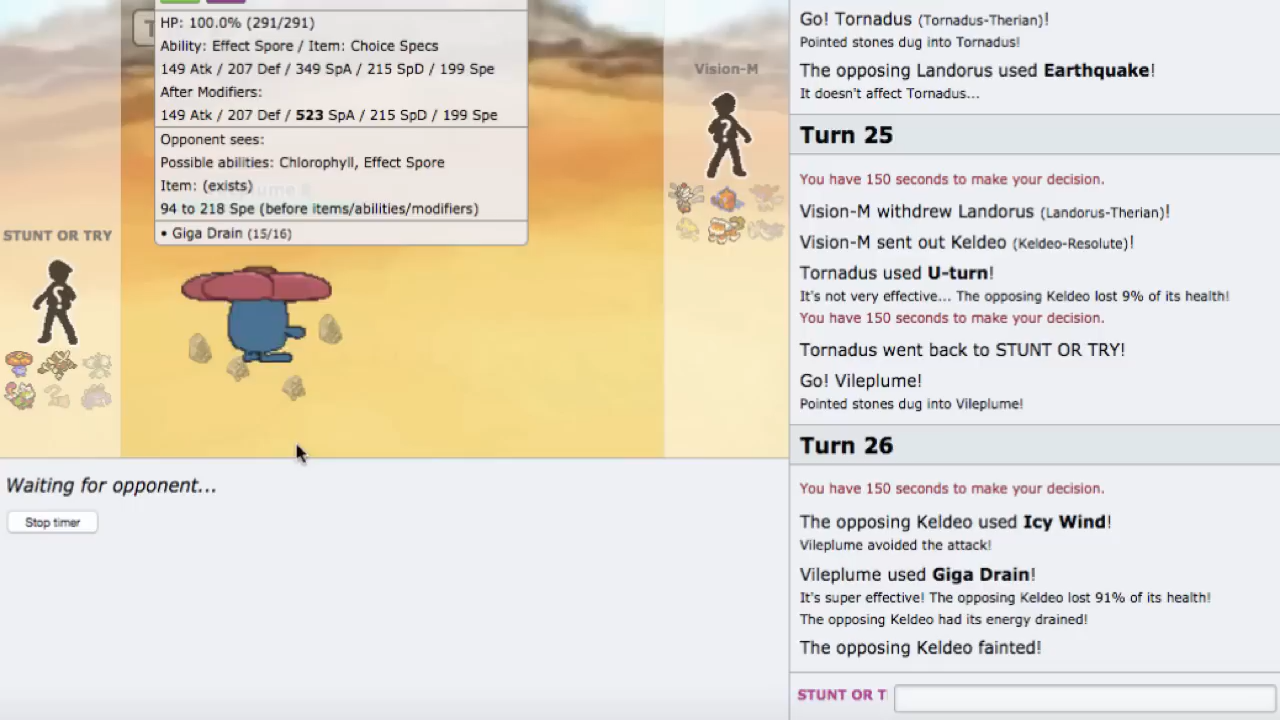 HP: 100.0% (291/291)
Ability: Effect Spore / Item: Choice Specs
149 Atk / 207 Def / 349 SpA / 215 SpD / 199 Spe
After Modifiers:
149 Atk / 207 Def / 523 SpA / 215 SpD / 199 Spe
Opponent sees:
Possible abilities: Chlorophyll, Effect Spore
Item: (exists)
94 to 218 Spe (before items/abilities/modifiers)
• Giga Drain (15/16)
STUNT OR TRY
Vision-M
Waiting for opponent...
Stop timer
Go! Tornadus (Tornadus-Therian)!
Pointed stones dug into Tornadus!
The opposing Landorus used Earthquake!
It doesn't affect Tornadus...
Turn 25
You have 150 seconds to make your decision.
Vision-M withdrew Landorus (Landorus-Therian)!
Vision-M sent out Keldeo (Keldeo-Resolute)!
Tornadus used U-turn!
It's not very effective... The opposing Keldeo lost 9% of its health!
You have 150 seconds to make your decision.
Tornadus went back to STUNT OR TRY!
Go! Vileplume!
Pointed stones dug into Vileplume!
Turn 26
You have 150 seconds to make your decision.
The opposing Keldeo used Icy Wind!
Vileplume avoided the attack!
Vileplume used Giga Drain!
It's super effective! The opposing Keldeo lost 91% of its health!
The opposing Keldeo had its energy drained!
The opposing Keldeo fainted!
STUNT OR T